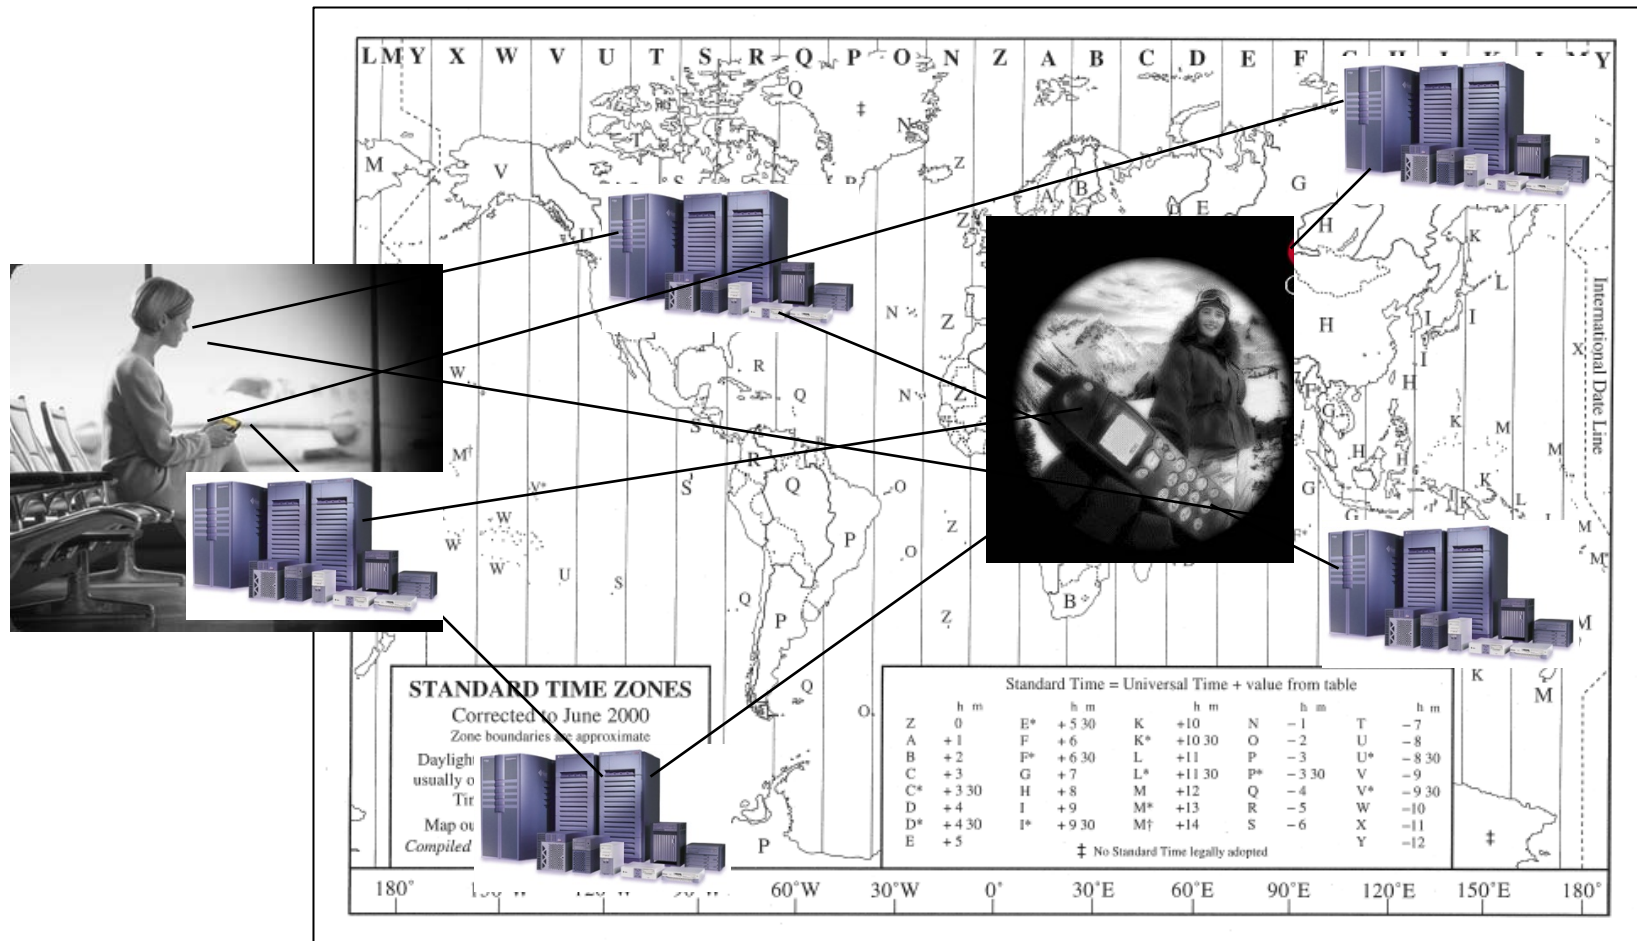 L M Y X W V U T S R Q P O N Z A B C D E F G H I K L M Y
Q
‡
N
T
R
Z
M
V
S
R
G
B
A
E
D
U
Z
H
K
L
N
Z
I
I
H
I
X
International Date Line
W
R
Q
N
Z
H
F*
G
S
K
M
M†
R
H
H
M
V*
S
Q
O
G
K
I
K
L
W
Z
G
F*
M
W
P
O
M
W
U
S
Q
B
P
Z
M
K
M
Q
O
STANDARD TIME ZONES
Corrected to June 2000
Zone boundaries are approximate
Daylight
usually o
Tim
Map ou
Compiled
P
‡
Standard Time = Universal Time + value from table
h m h m h m h m h m
Z 0 E* +5 30 K +10 N −1 T −7
A +1 F +6 K* +10 30 O −2 U −8
B +2 F* +6 30 L +11 P −3 U* −8 30
C +3 G +7 L* +11 30 P* −3 30 V −9
C* +3 30 H +8 M +12 Q −4 V* −9 30
D +4 I +9 M* +13 R −5 W −10
D* +4 30 I* +9 30 M† +14 S −6 X −11
E +5 Y −12
‡ No Standard Time legally adopted
180° 150°W 120°W 90°W 60°W 30°W 0° 30°E 60°E 90°E 120°E 150°E 180°